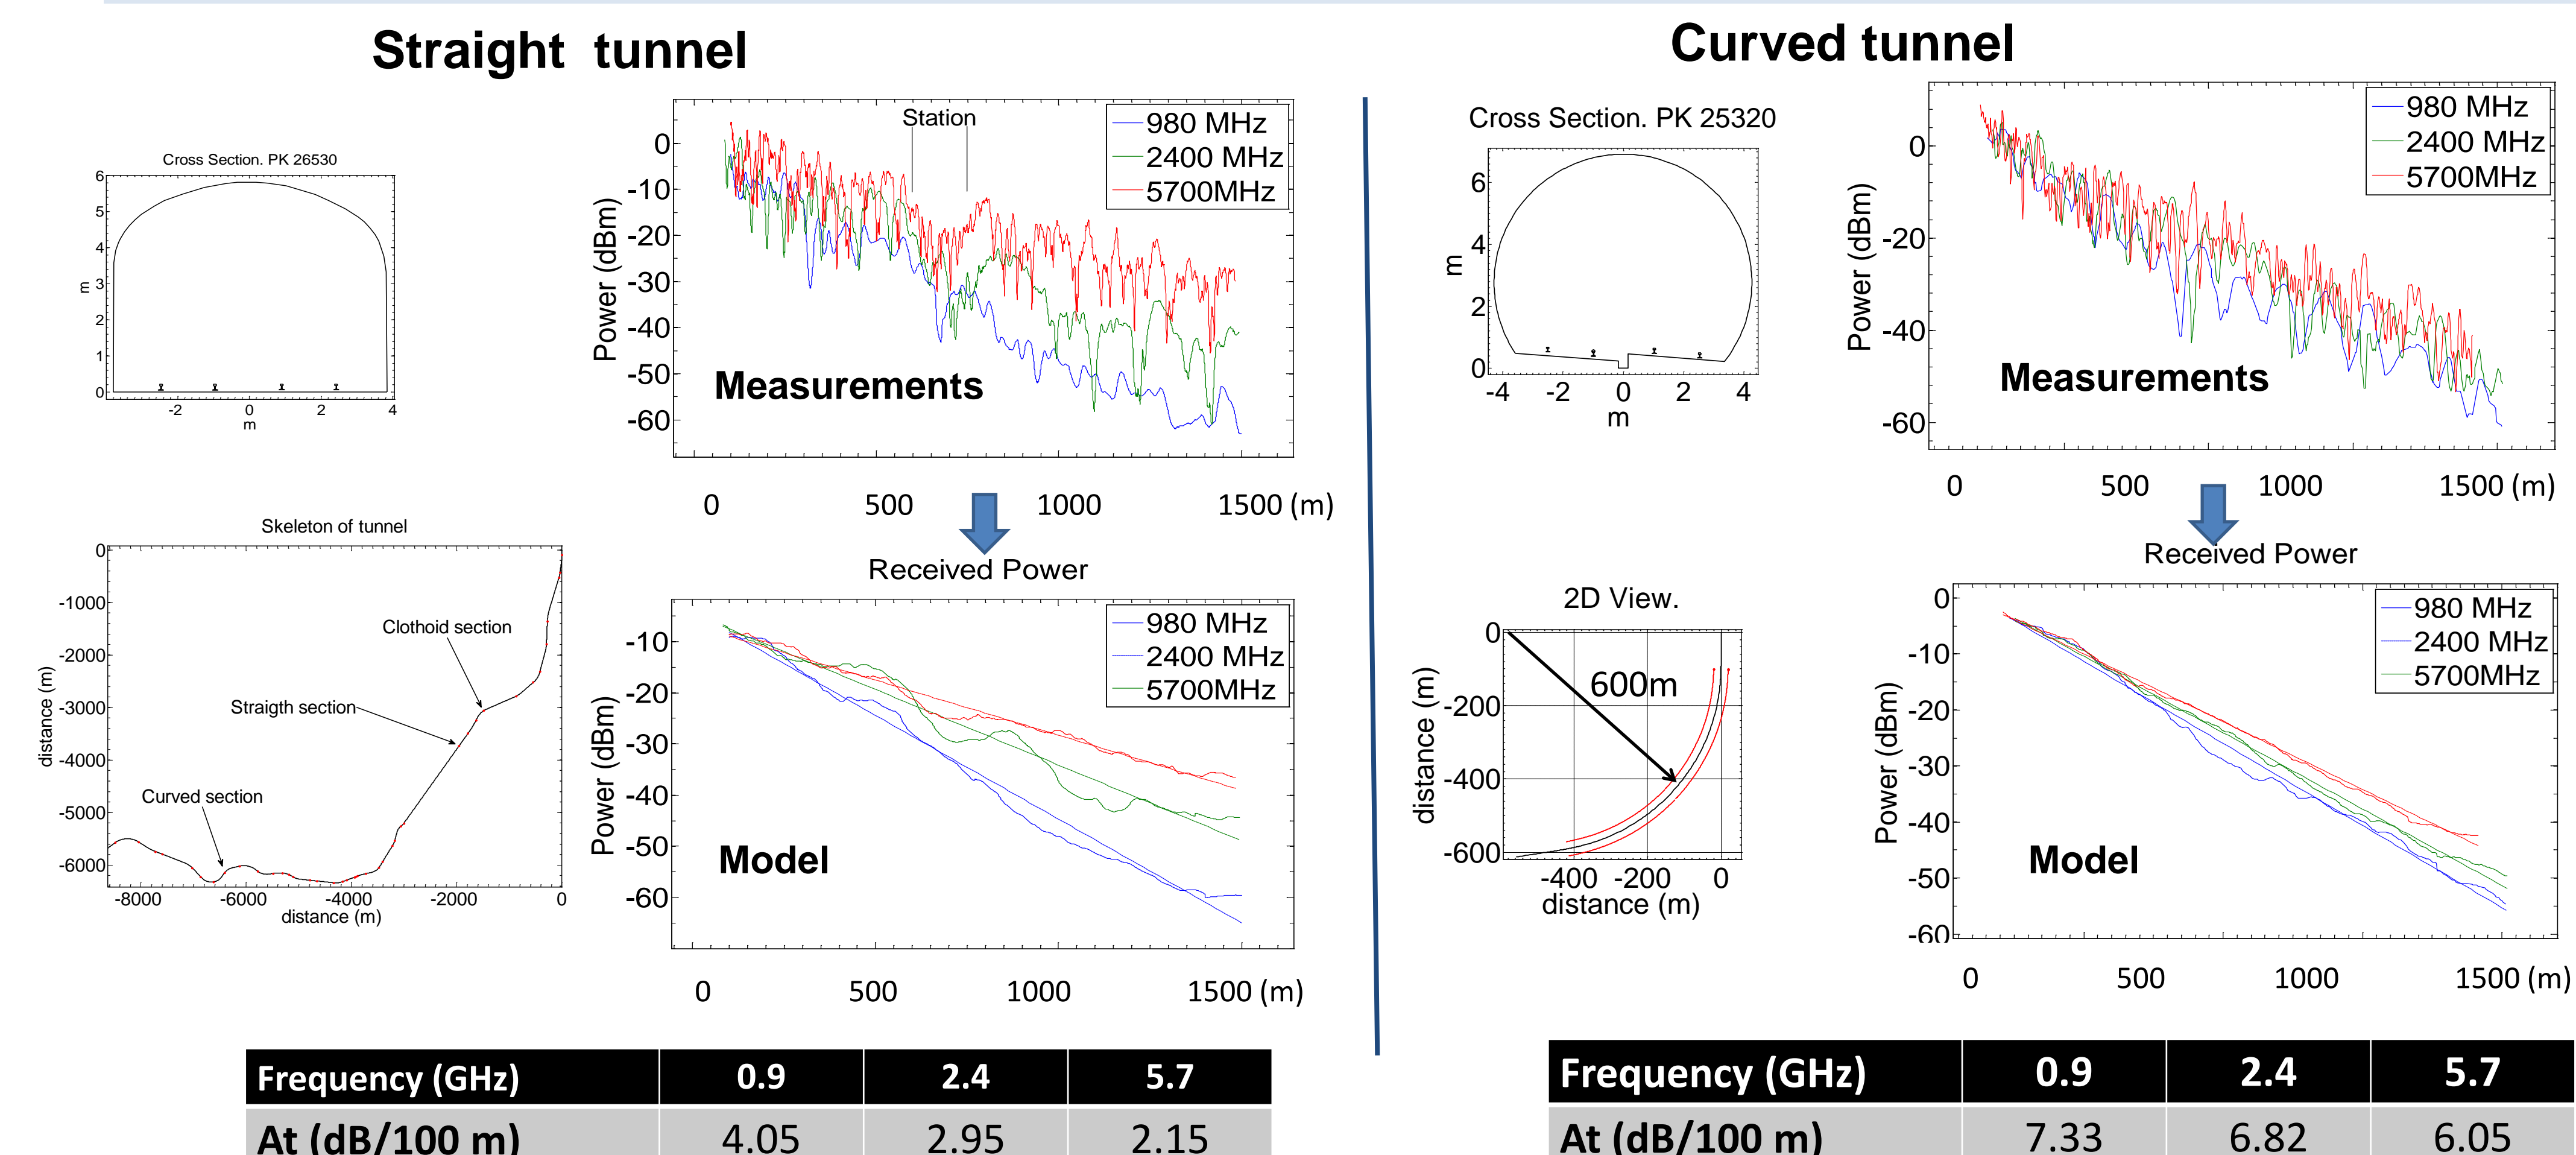 Straight tunnel
Cross Section. PK 26530
6
5
4
3
2
1
0
m
-2
0
2
4
m
Station
980 MHz
2400 MHz
5700MHz
0
-10
-20
-30
-40
-50
-60
Power (dBm)
Measurements
0
500
1000
1500 (m)
Skeleton of tunnel
0
-1000
-2000
-3000
-4000
-5000
-6000
distance (m)
Clothoid section
Straigth section
Curved section
-8000
-6000
-4000
-2000
0
distance (m)
Received Power
980 MHz
2400 MHz
5700MHz
-10
-20
-30
-40
-50
-60
Power (dBm)
Model
0
500
1000
1500 (m)
Frequency (GHz) 0.9 2.4 5.7
At (dB/100 m) 4.05 2.95 2.15
Curved tunnel
Cross Section. PK 25320
6
4
2
0
m
-4
-2
0
2
4
m
980 MHz
2400 MHz
5700MHz
0
-20
-40
-60
Power (dBm)
Measurements
0
500
1000
1500 (m)
2D View.
0
-200
-400
-600
distance (m)
600m
-400
-200
0
distance (m)
Received Power
980 MHz
2400 MHz
5700MHz
0
-10
-20
-30
-40
-50
-60
Power (dBm)
Model
0
500
1000
1500 (m)
Frequency (GHz) 0.9 2.4 5.7
At (dB/100 m) 7.33 6.82 6.05